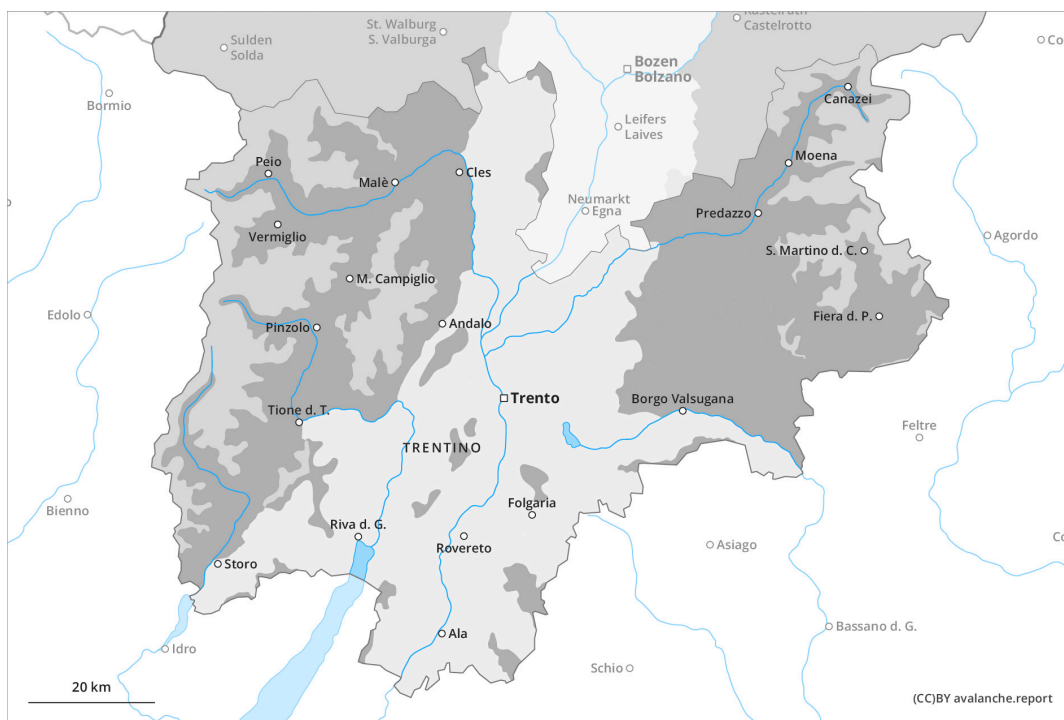 St. Walburg
S. Valburga
Kastelruth
Castelrotto
Sulden
Solda
Bozen
Bolzano
Bormio
Canazei
Leifers
Laives
Moena
Peio
Malè
Cles
Neumarkt
Egna
Predazzo
Vermiglio
Agordo
S. Martino d. C.
M. Campiglio
Edolo
Pinzolo
Andalo
Fiera d. P.
Trento
Borgo Valsugana
Tione d. T.
Feltre
TRENTINO
Bienno
Folgaria
Riva d. G.
Rovereto
Asiago
Storo
Ala
Bassano d. G.
Idro
Schio
20 km
(CC)BY avalanche.report